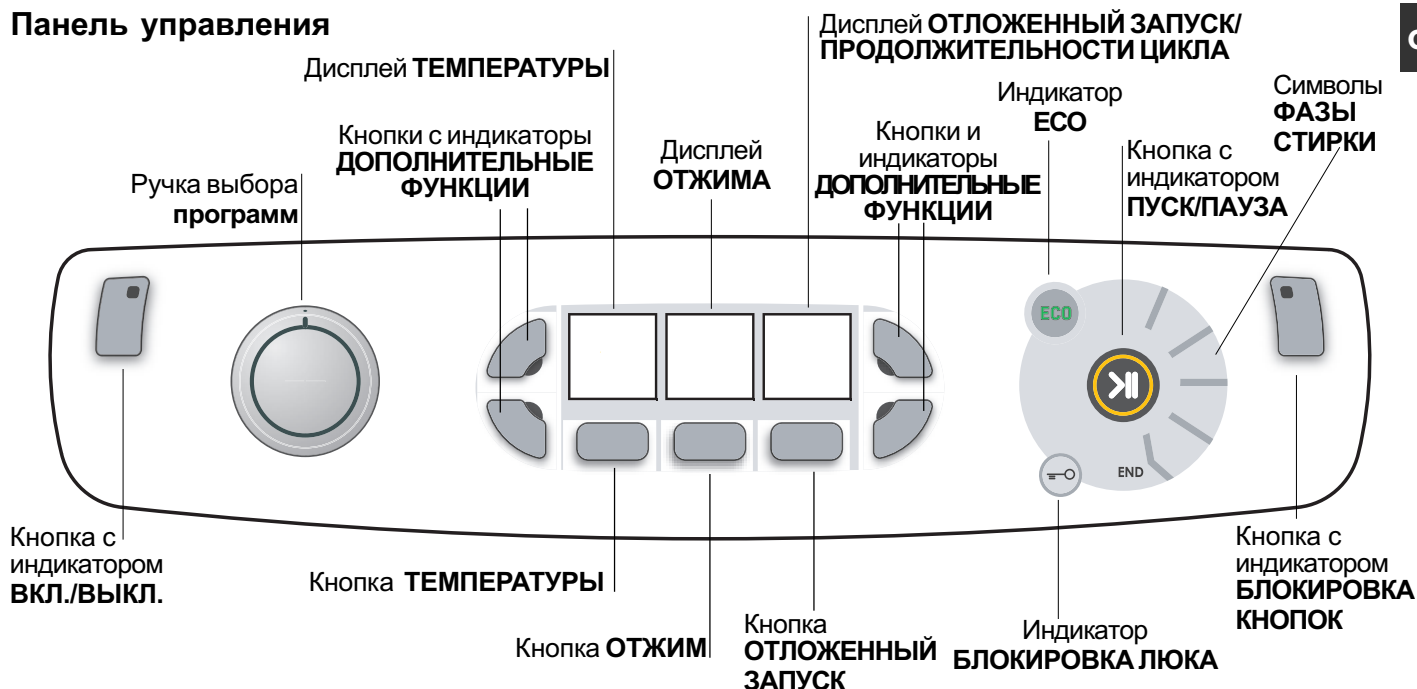 Панель управления
Дисплей ОТЛОЖЕННЫЙ ЗАПУСК/
ПРОДОЛЖИТЕЛЬНОСТИ ЦИКЛА
Дисплей ТЕМПЕРАТУРЫ
Символы
ФАЗЫ
СТИРКИ
Индикатор
ECO
Кнопки с индикаторы
ДОПОЛНИТЕЛЬНЫЕ
ФУНКЦИИ
Дисплей
ОТЖИМА
Кнопки и
индикаторы
ДОПОЛНИТЕЛЬНЫЕ
ФУНКЦИИ
Кнопка с
индикатором
ПУСК/ПАУЗА
Ручка выбора
программ
ECO
END
Кнопка с
индикатором
ВКЛ./ВЫКЛ.
Кнопка ТЕМПЕРАТУРЫ
Кнопка ОТЖИМ
Кнопка
ОТЛОЖЕННЫЙ
ЗАПУСК
Индикатор
БЛОКИРОВКА ЛЮКА
Кнопка с
индикатором
БЛОКИРОВКА
КНОПОК